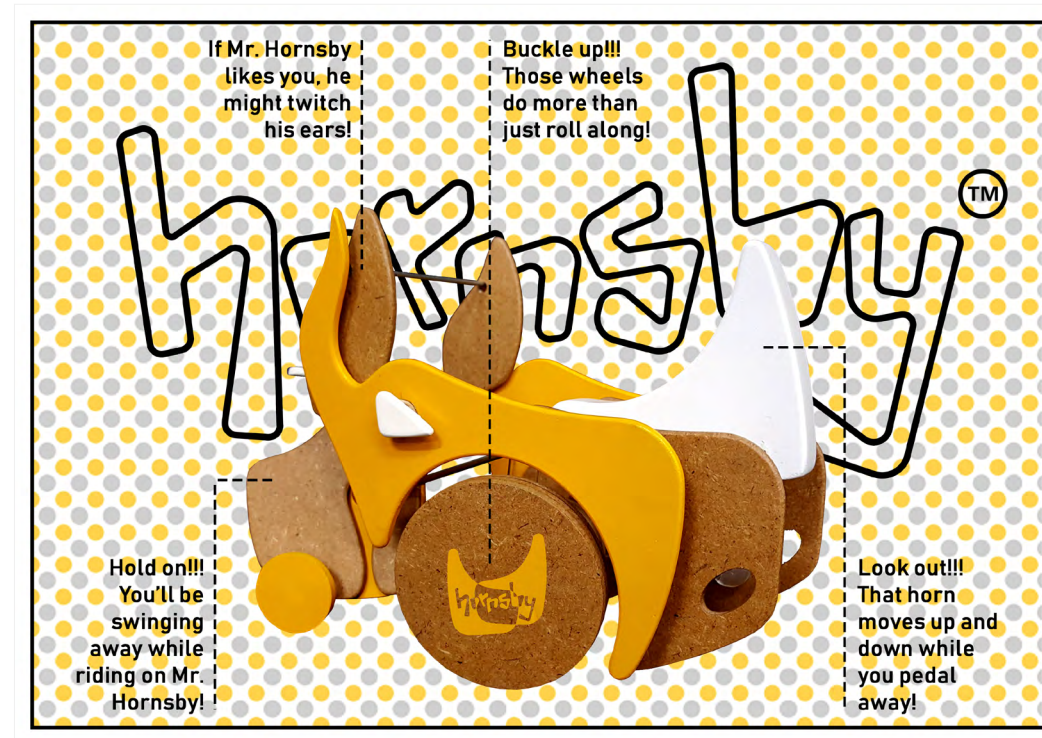 If Mr. Hornsby
likes you, he
might twitch
his ears!
Buckle up!!!
Those wheels
do more than
just roll along!
hornsby
TM
hornsby
Hold on!!!
You'll be
swinging
away while
riding on Mr.
Hornsby!
Look out!!!
That horn
moves up and
down while
you pedal
away!